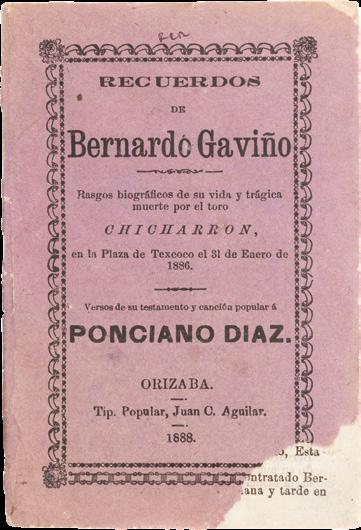 RECUERDOS
DE
Bernardo Gaviño
Rasgos biográficos de su vida y trágica
muerte por el toro
CHICHARRON,
en la Plaza de Texcoco el 31 de Enero de
1886.
Versos de su testamento y canción popular á
PONCIANO DIAZ.
ORIZABA.
Tip. Popular, Juan C. Aguilar.
1888.
o, Esta
ontratado Ber-
ana y tarde en